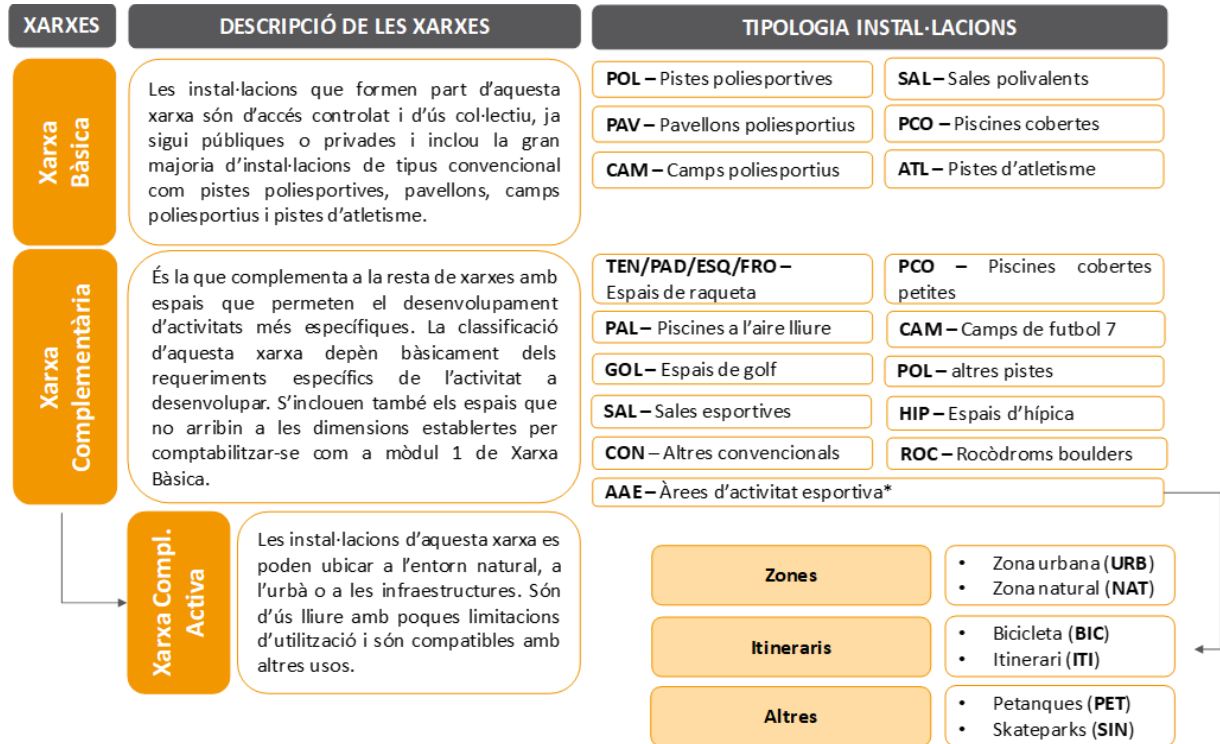 XARXES
DESCRIPCIÓ DE LES XARXES
TIPOLOGIA INSTAL·LACIONS
Xarxa
Bàsica
Les instal·lacions que formen part d'aquesta
xarxa són d'accés controlat i d'ús col·lectiu, ja
sigui públiques o privades i inclou la gran
majoria d'instal·lacions de tipus convencional
com pistes poliesportives, pavellons, camps
poliesportius i pistes d'atletisme.
POL – Pistes poliesportives
SAL – Sales polivalents
PAV – Pavellons poliesportius
PCO – Piscines cobertes
CAM – Camps poliesportius
ATL – Pistes d'atletisme
Xarxa
Complementària
És la que complementa a la resta de xarxes amb
espais que permeten el desenvolupament
d'activitats més específiques. La classificació
d'aquesta xarxa depèn bàsicament dels
requeriments específics de l'activitat a
desenvolupar. S'inclouen també els espais que
no arribin a les dimensions establertes per
comptabilitzar-se com a mòdul 1 de Xarxa
Bàsica.
TEN/PAD/ESQ/FRO –
Espais de raqueta
PCO – Piscines cobertes
petites
PAL – Piscines a l'aire lliure
CAM – Camps de futbol 7
GOL – Espais de golf
POL – altres pistes
SAL – Sales esportives
HIP – Espais d'hípica
CON – Altres convencionals
ROC – Rocòdroms boulders
AAE – Àrees d'activitat esportiva*
Xarxa Compl.
Activa
Les instal·lacions d'aquesta xarxa es
poden ubicar a l'entorn natural, a
l'urbà o a les infraestructures. Són
d'ús lliure amb poques limitacions
d'utilització i són compatibles amb
altres usos.
Zones
• Zona urbana (URB)
• Zona natural (NAT)
Itineraris
• Bicicleta (BIC)
• Itinerari (ITI)
Altres
• Petanques (PET)
• Skateparks (SIN)